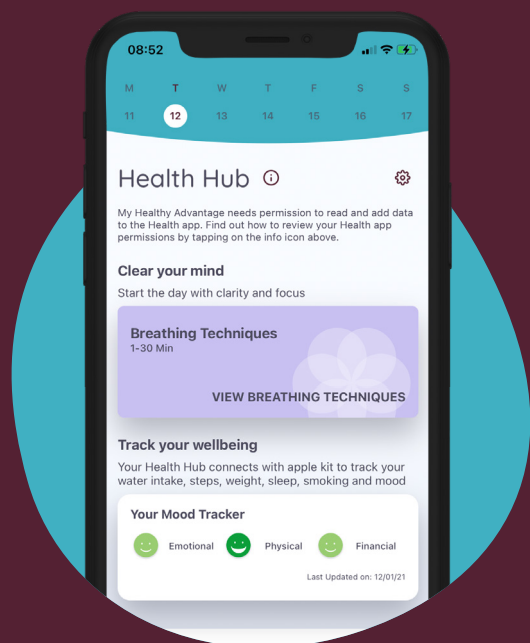 08:52
M T W T F S S
11 12 13 14 15 16 17
Health Hub
My Healthy Advantage needs permission to read and add data
to the Health app. Find out how to review your Health app
permissions by tapping on the info icon above.
Clear your mind
Start the day with clarity and focus
Breathing Techniques
1-30 Min
VIEW BREATHING TECHNIQUES
Track your wellbeing
Your Health Hub connects with apple kit to track your
water intake, steps, weight, sleep, smoking and mood
Your Mood Tracker
Emotional Physical Financial
Last Updated on: 12/01/21